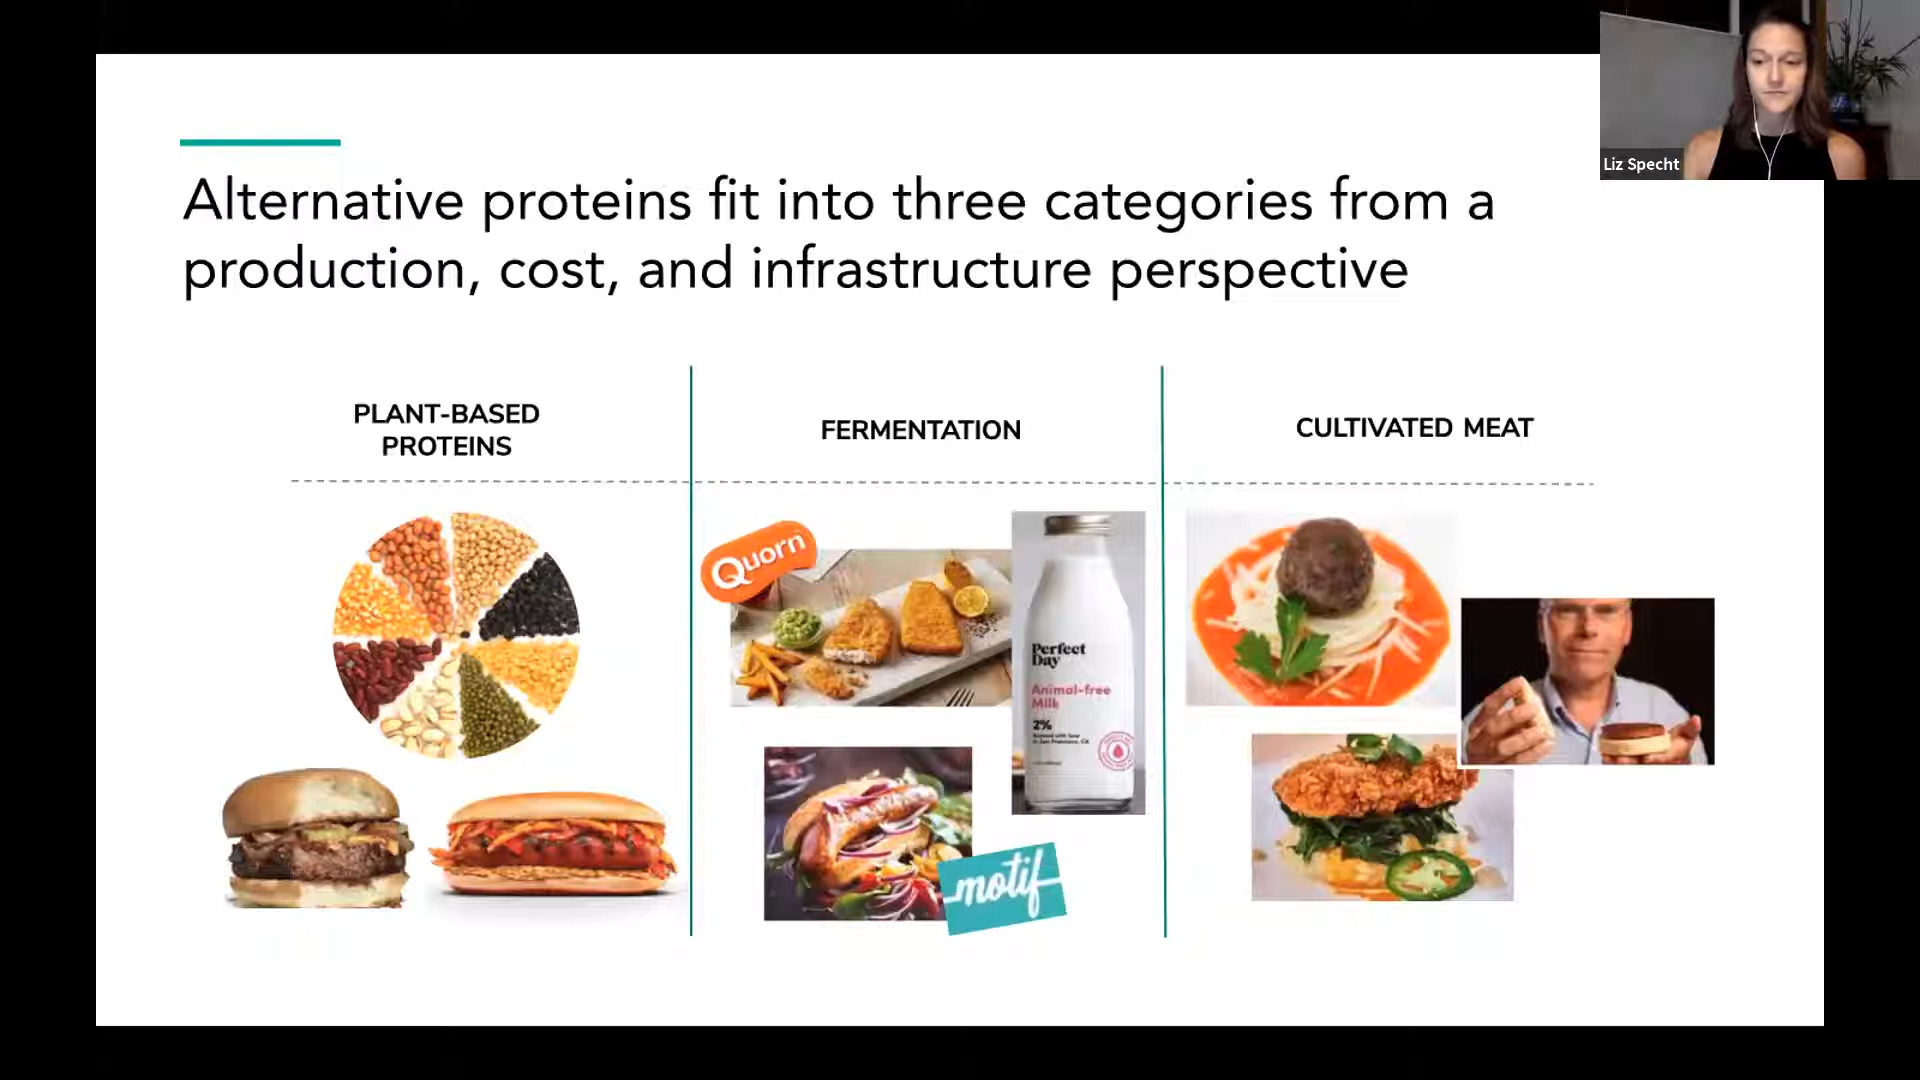 Liz Specht
Alternative proteins fit into three categories from a
production, cost, and infrastructure perspective
PLANT-BASED
PROTEINS
FERMENTATION
CULTIVATED MEAT
Quorn
Perfect
Day
Animal-free
Milk
2%
motif